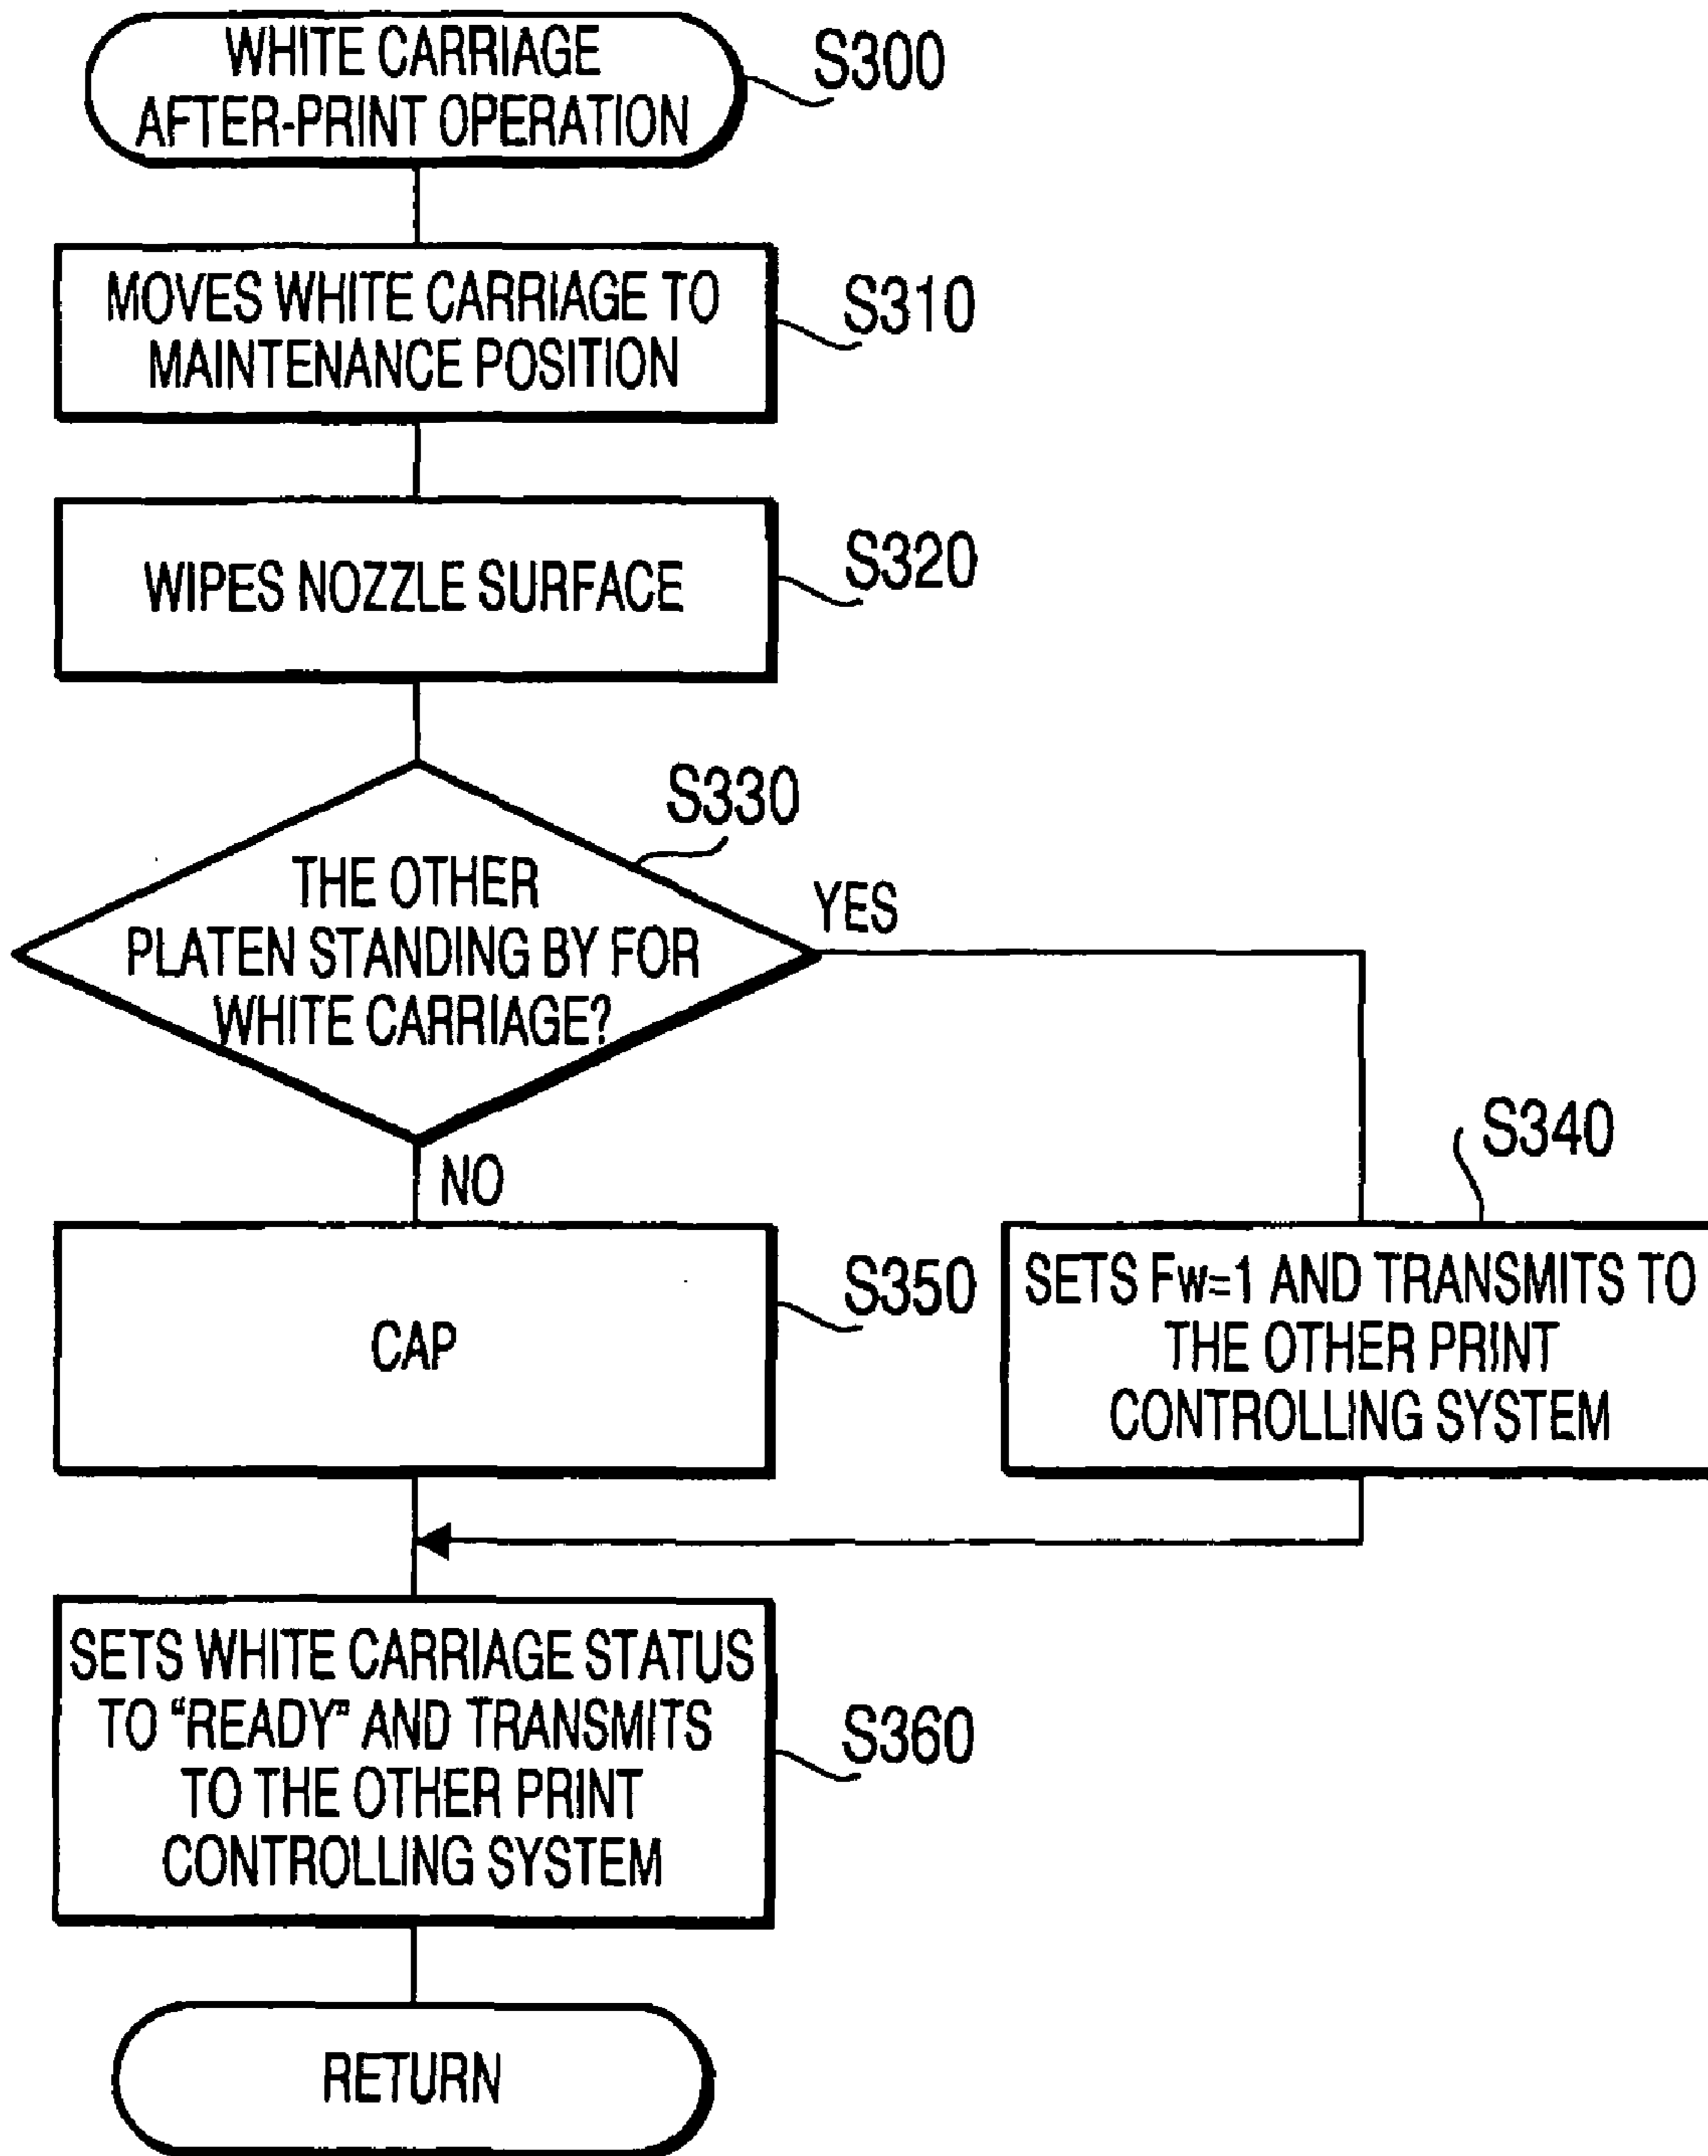 WHITE CARRIAGE
AFTER-PRINT OPERATION
S300
MOVES WHITE CARRIAGE TO
MAINTENANCE POSITION
S310
WIPES NOZZLE SURFACE
S320
S330
THE OTHER
PLATEN STANDING BY FOR
WHITE CARRIAGE?
YES
NO
S340
SETS Fw=1 AND TRANSMITS TO
THE OTHER PRINT
CONTROLLING SYSTEM
CAP
S350
SETS WHITE CARRIAGE STATUS
TO "READY" AND TRANSMITS
TO THE OTHER PRINT
CONTROLLING SYSTEM
S360
RETURN